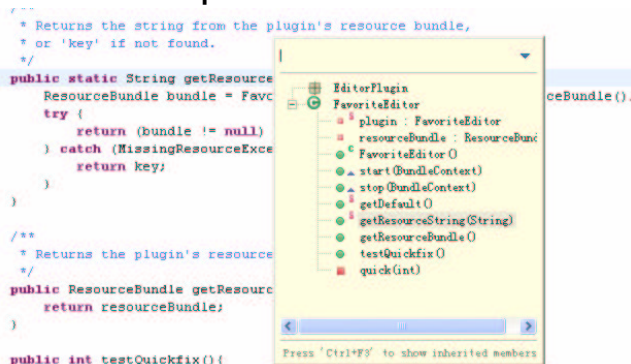 /**
* Returns the string from the plugin's resource bundle,
* or 'key' if not found.
*/
public static String getResource
ResourceBundle bundle = Favo
ceBundle().
try {
return (bundle != null)
} catch (MissingResourceExce
return key;
}
}
/**
* Returns the plugin's resource
*/
public ResourceBundle getResourc
return resourceBundle;
}
public int testQuickfix(){
EditorPlugin
FavoriteEditor
plugin : FavoriteEditor
resourceBundle : ResourceBund
FavoriteEditor()
start(BundleContext)
stop(BundleContext)
getDefault()
getResourceString(String)
getResourceBundle()
testQuickfix()
quick(int)
Press 'Ctrl+F3' to show inherited members